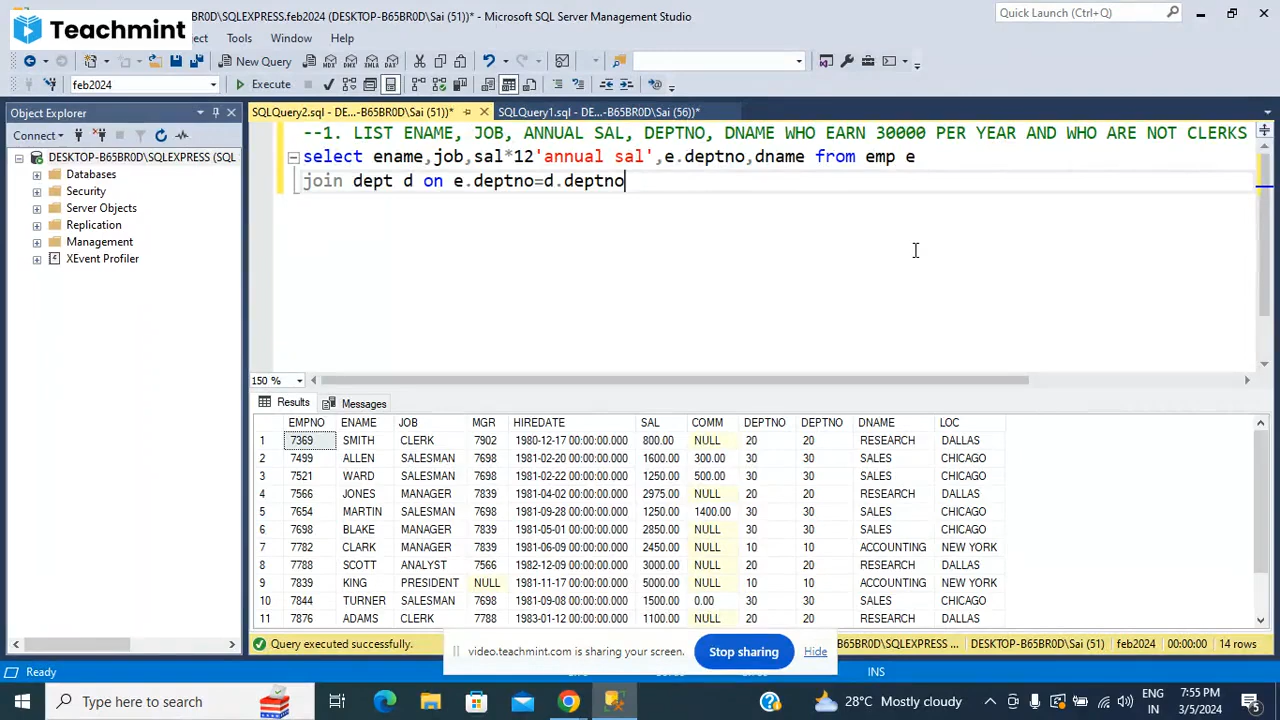 BR0D\SQLEXPRESS.feb2024 (DESKTOP-B65BR0D\Sai (51))* - Microsoft SQL Server Management Studio
Quick Launch (Ctrl+Q)
Teachmint
Tools Window Help
New Query
feb2024 Execute
Object Explorer
SQLQuery2.sql - DE...-B65BR0D\Sai (51))* SQLQuery1.sql - DE...-B65BR0D\Sai (56))*
Connect
DESKTOP-B65BR0D\SQLEXPRESS (SQL
Databases
Security
Server Objects
Replication
Management
XEvent Profiler
--1. LIST ENAME, JOB, ANNUAL SAL, DEPTNO, DNAME WHO EARN 30000 PER YEAR AND WHO ARE NOT CLERKS
select ename,job,sal*12'annual sal',e.deptno,dname from emp e
join dept d on e.deptno=d.deptno
150 %
Results Messages
EMPNO ENAME JOB MGR HIREDATE SAL COMM DEPTNO DEPTNO DNAME LOC
1 7369 SMITH CLERK 7902 1980-12-17 00:00:00.000 800.00 NULL 20 20 RESEARCH DALLAS
2 7499 ALLEN SALESMAN 7698 1981-02-20 00:00:00.000 1600.00 300.00 30 30 SALES CHICAGO
3 7521 WARD SALESMAN 7698 1981-02-22 00:00:00.000 1250.00 500.00 30 30 SALES CHICAGO
4 7566 JONES MANAGER 7839 1981-04-02 00:00:00.000 2975.00 NULL 20 20 RESEARCH DALLAS
5 7654 MARTIN SALESMAN 7698 1981-09-28 00:00:00.000 1250.00 1400.00 30 30 SALES CHICAGO
6 7698 BLAKE MANAGER 7839 1981-05-01 00:00:00.000 2850.00 NULL 30 30 SALES CHICAGO
7 7782 CLARK MANAGER 7839 1981-06-09 00:00:00.000 2450.00 NULL 10 10 ACCOUNTING NEW YORK
8 7788 SCOTT ANALYST 7566 1982-12-09 00:00:00.000 3000.00 NULL 20 20 RESEARCH DALLAS
9 7839 KING PRESIDENT NULL 1981-11-17 00:00:00.000 5000.00 NULL 10 10 ACCOUNTING NEW YORK
10 7844 TURNER SALESMAN 7698 1981-09-08 00:00:00.000 1500.00 0.00 30 30 SALES CHICAGO
11 7876 ADAMS CLERK 7788 1983-01-12 00:00:00.000 1100.00 NULL 20 20 RESEARCH DALLAS
Query executed successfully. B65BR0D\SQLEXPRESS ... DESKTOP-B65BR0D\Sai (51) feb2024 00:00:00 14 rows
video.teachmint.com is sharing your screen. Stop sharing Hide
Ready INS
Type here to search
28°C Mostly cloudy
ENG
IN
7:55 PM
3/5/2024
5